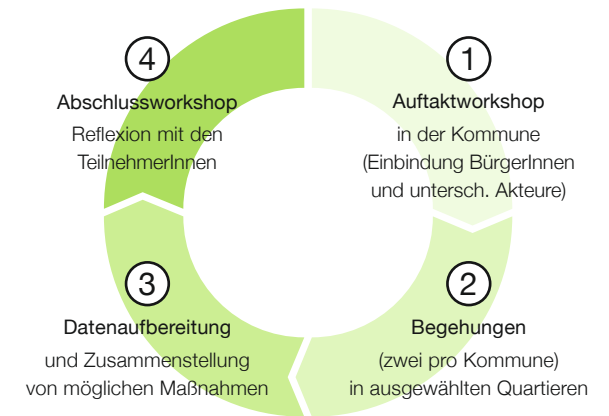 1
Auftaktworkshop
in der Kommune
(Einbindung BürgerInnen
und untersch. Akteure)
2
Begehungen
(zwei pro Kommune)
in ausgewählten Quartieren
3
Datenaufbereitung
und Zusammenstellung
von möglichen Maßnahmen
4
Abschlussworkshop
Reflexion mit den
TeilnehmerInnen